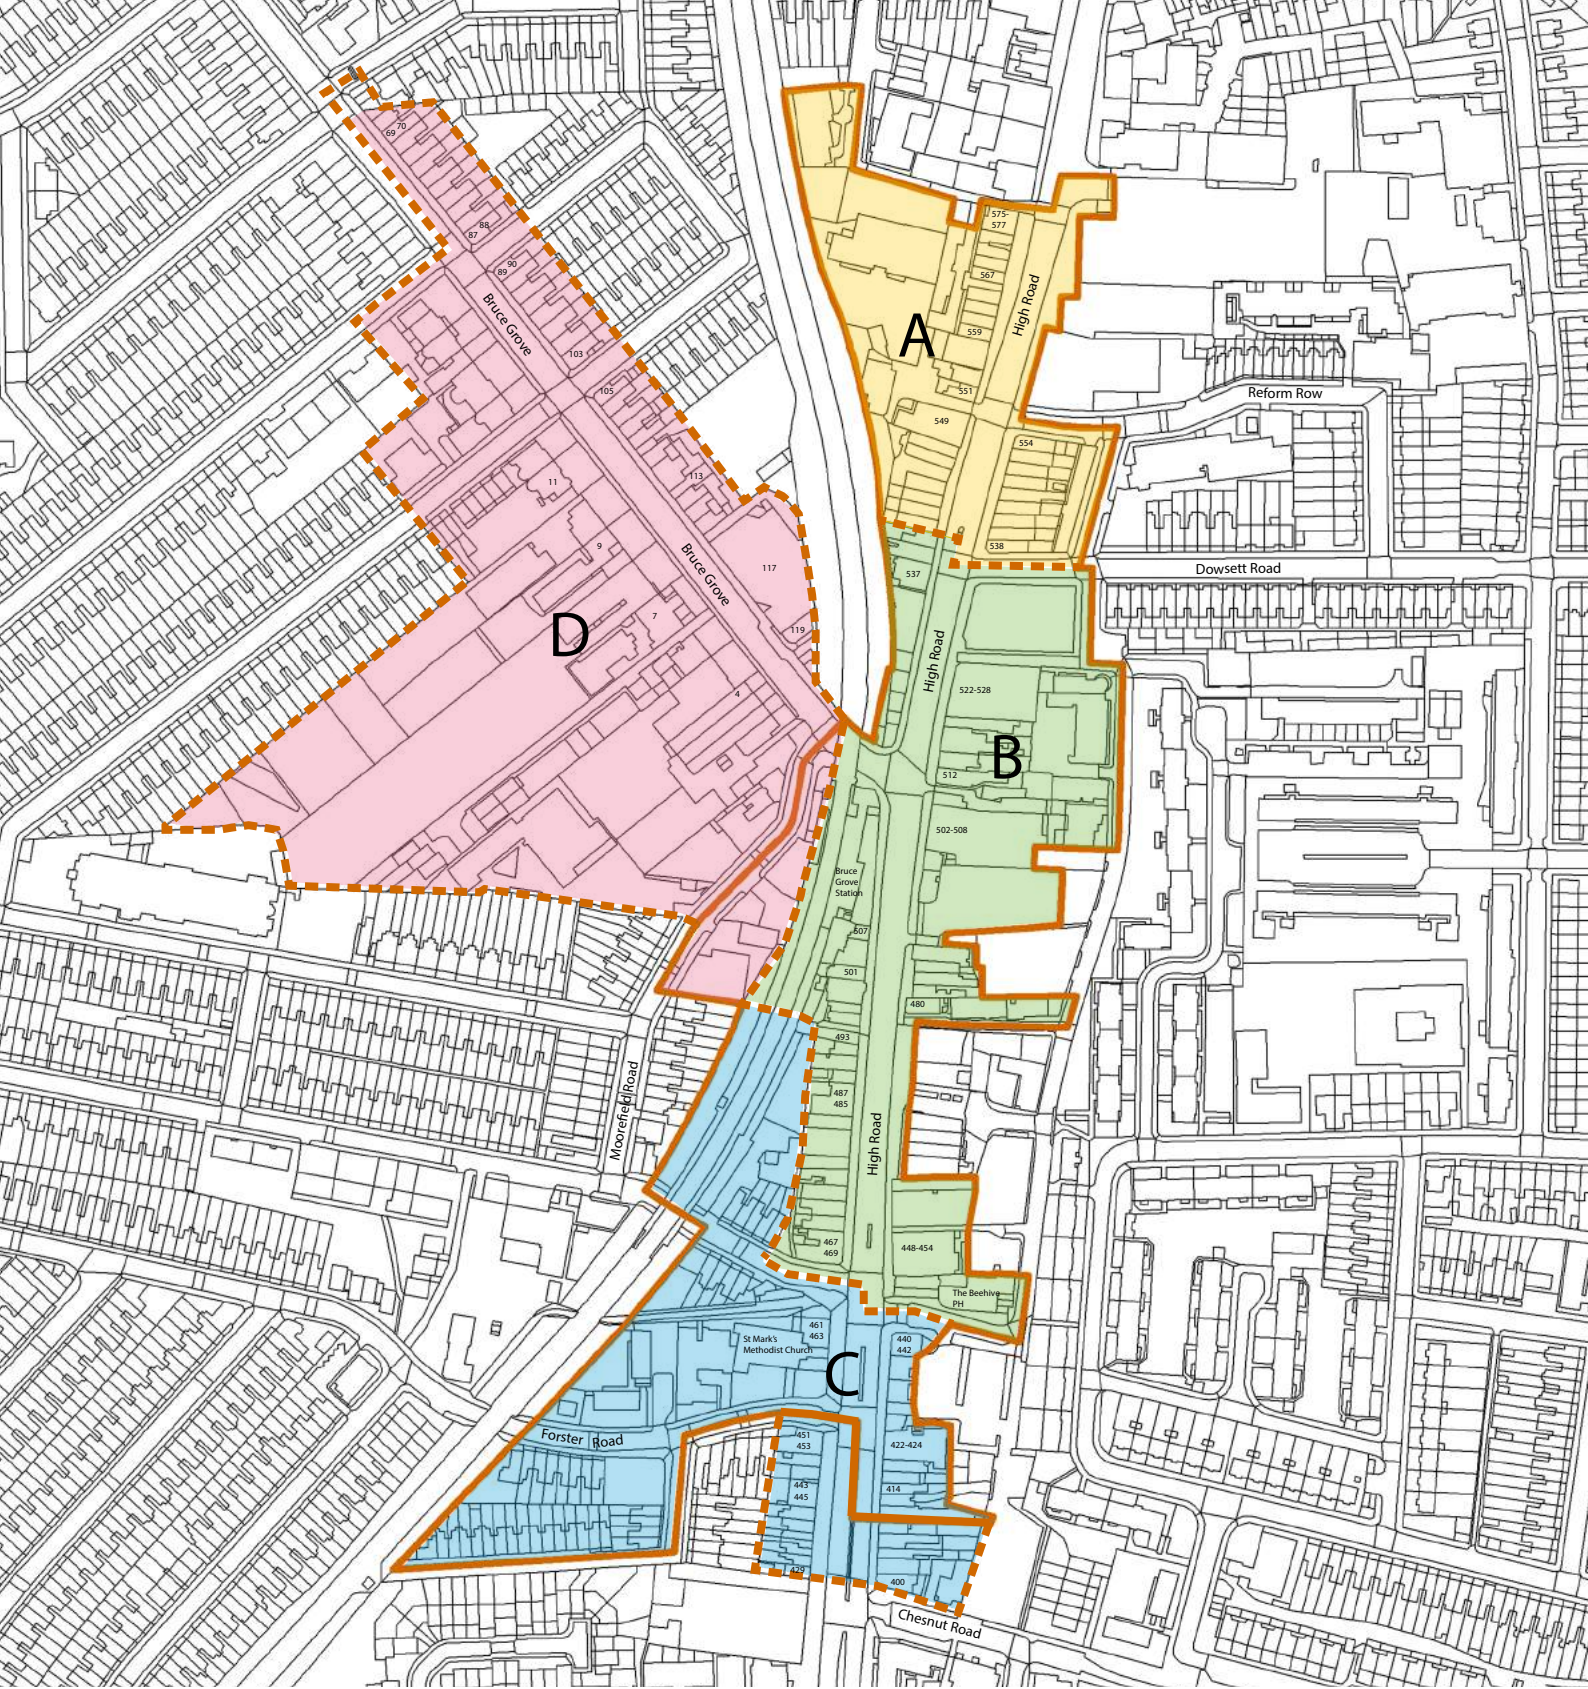 70
69
88
87
90
89
Bruce Grove
103
105
113
11
9
7
4
117
119
Bruce Grove
D
575-
577
567
High Road
559
A
551
549
554
538
Reform Row
Dowsett Road
537
High Road
522-528
B
512
502-508
Bruce
Grove
Station
507
501
480
493
487
485
High Road
Moorefield Road
467
469
448-454
The Beehive
PH
461
463
St Mark's
Methodist Church
440
442
C
Forster Road
451
453
422-424
443
445
414
429
400
Chesnut Road